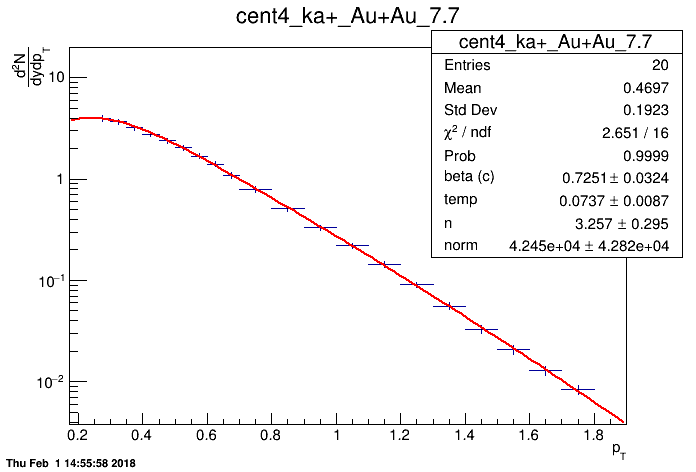 cent4_ka+_Au+Au_7.7
cent4_ka+_Au+Au_7.7
Entries 20
Mean 0.4697
Std Dev 0.1923
χ² / ndf 2.651 / 16
Prob 0.9999
beta (c) 0.7251 ± 0.0324
temp 0.0737 ± 0.0087
n 3.257 ± 0.295
norm 4.245e+04 ± 4.282e+04
d²N
dydp_T
10
1
10⁻¹
10⁻²
0.2 0.4 0.6 0.8 1 1.2 1.4 1.6 1.8
p_T
Thu Feb 1 14:55:58 2018